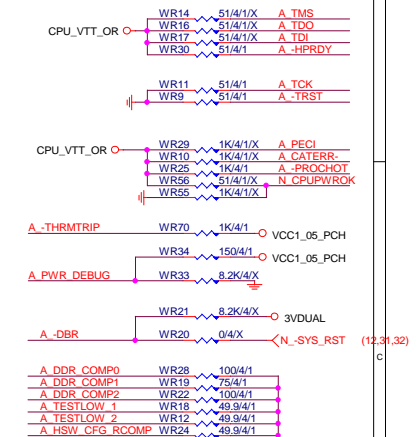 WR14 51/4/1/X A_TMS
CPU_VTT_OR WR16 51/4/1 A_TDO
WR17 51/4/1/X A_TDI
WR30 51/4/1 A_-HPRDY
WR11 51/4/1 A_TCK
WR9 51/4/1 A_-TRST
CPU_VTT_OR WR29 1K/4/1/X A_PECI
WR10 1K/4/1/X A_CATERR-
WR25 1K/4/1 A_-PROCHOT
WR56 51/4/1/X N_CPUPWROK
WR55 1K/4/1/X
A_-THRMTRIP WR70 1K/4/1 VCC1_05_PCH
WR34 150/4/1 VCC1_05_PCH
A_PWR_DEBUG WR33 8.2K/4/X
WR21 8.2K/4/X 3VDUAL
A_-DBR WR20 0/4/X N_-SYS_RST (12,31,32)
C
A_DDR_COMP0 WR28 100/4/1
A_DDR_COMP1 WR19 75/4/1
A_DDR_COMP2 WR22 100/4/1
A_TESTLOW_1 WR18 49.9/4/1
A_TESTLOW_2 WR12 49.9/4/1
A_HSW_CFG_RCOMP WR24 49.9/4/1